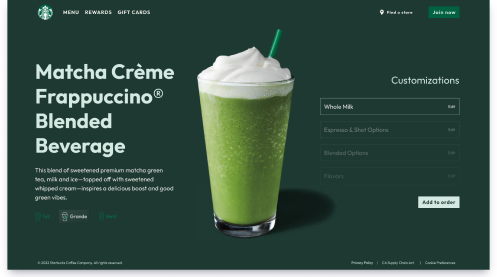 MENU REWARDS GIFT CARDS
Find a store
Join now
Matcha Crème
Frappuccino®
Blended
Beverage
This blend of sweetened premium matcha green
tea, milk and ice—topped off with sweetened
whipped cream—inspires a delicious boost and good
green vibes.
Tall Grande Venti
Customizations
Whole Milk Edit
Espresso & Shot Options Edit
Blended Options Edit
Flavors
Add to order
© 2022 Starbucks Coffee Company. All rights reserved.
Privacy Policy | CA Supply Chain Act | Cookie Preferences